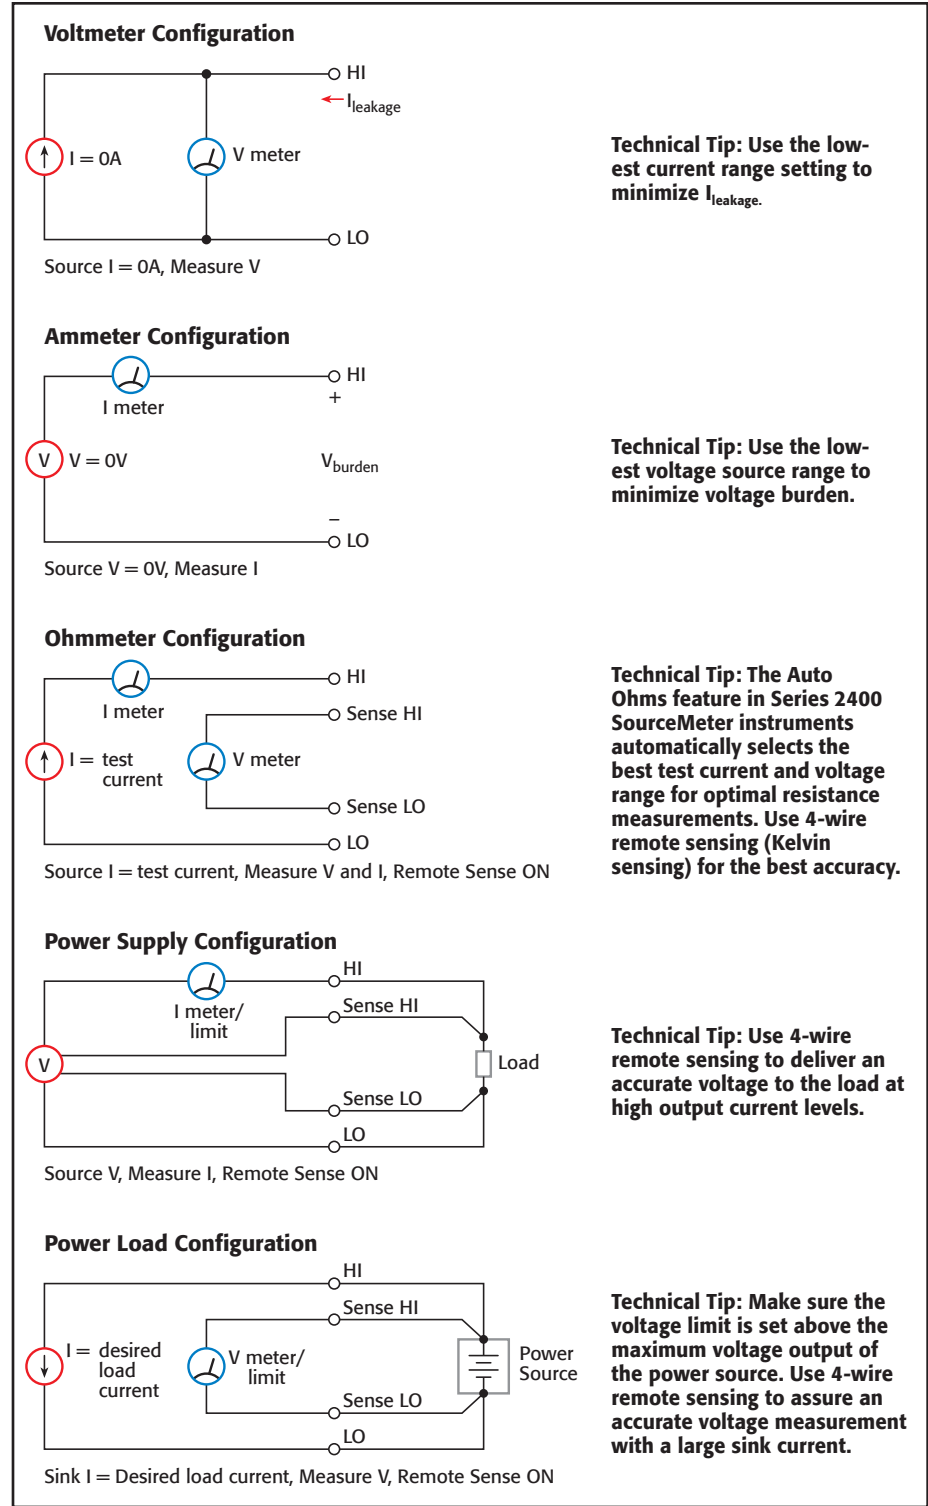 Voltmeter Configuration
HI
Ileakage
I = 0A
V meter
LO
Source I = 0A, Measure V
Technical Tip: Use the low-
est current range setting to
minimize Ileakage.
Ammeter Configuration
HI
+
I meter
V
V = 0V
Vburden
–
LO
Source V = 0V, Measure I
Technical Tip: Use the low-
est voltage source range to
minimize voltage burden.
Ohmmeter Configuration
HI
I meter
Sense HI
I = test
current
V meter
Sense LO
LO
Source I = test current, Measure V and I, Remote Sense ON
Technical Tip: The Auto
Ohms feature in Series 2400
SourceMeter instruments
automatically selects the
best test current and voltage
range for optimal resistance
measurements. Use 4-wire
remote sensing (Kelvin
sensing) for the best accuracy.
Power Supply Configuration
HI
I meter/
limit
Sense HI
V
Load
Sense LO
LO
Source V, Measure I, Remote Sense ON
Technical Tip: Use 4-wire
remote sensing to deliver an
accurate voltage to the load at
high output current levels.
Power Load Configuration
HI
Sense HI
I = desired
load
current
V meter/
limit
Power
Source
Sense LO
LO
Sink I = Desired load current, Measure V, Remote Sense ON
Technical Tip: Make sure the
voltage limit is set above the
maximum voltage output of
the power source. Use 4-wire
remote sensing to assure an
accurate voltage measurement
with a large sink current.